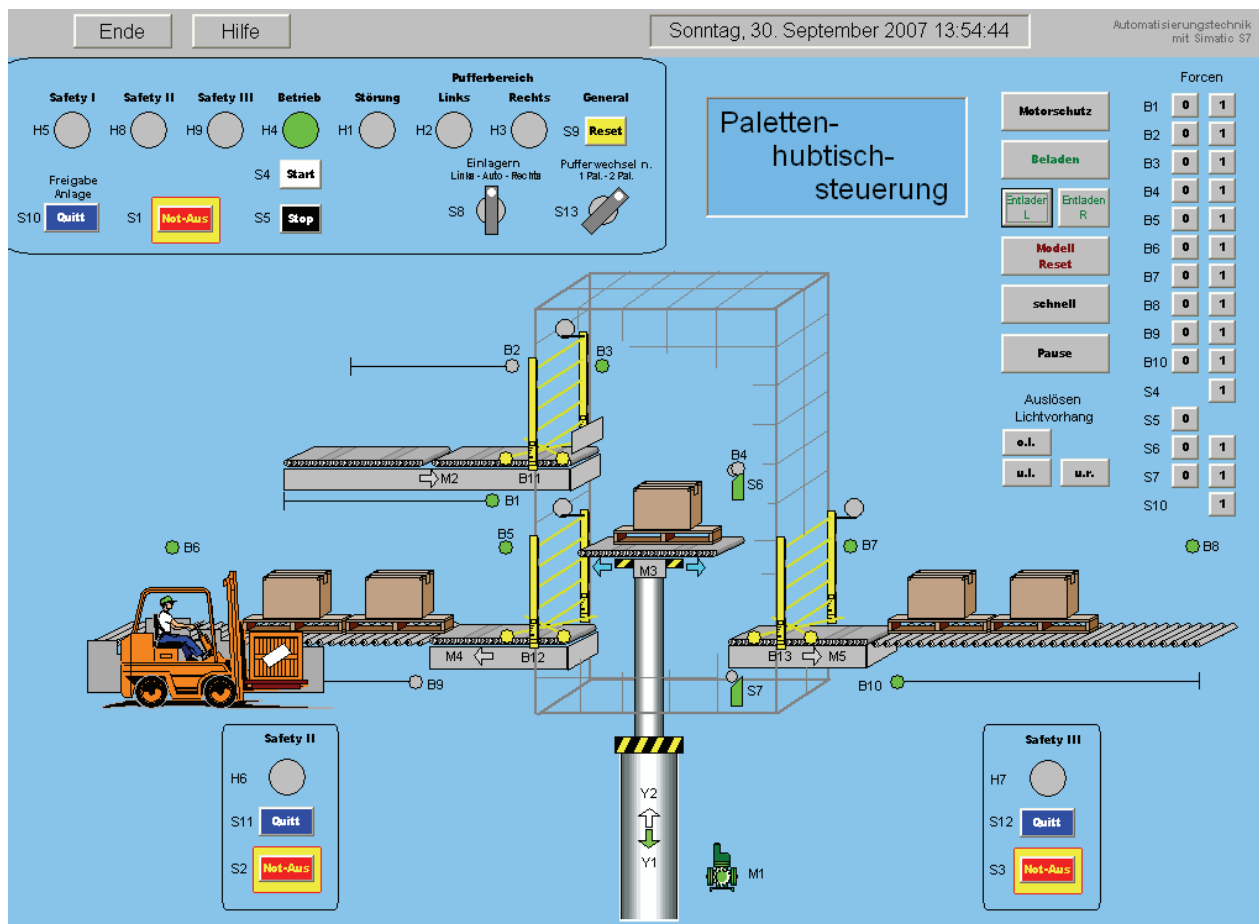 Ende
Hilfe
Sonntag, 30. September 2007 13:54:44
Automatisierungstechnik
mit Simatic S7
Pufferbereich
Safety I
Safety II
Safety III
Betrieb
Störung
Links
Rechts
General
H5
H8
H9
H4
H1
H2
H3
S9
Reset
S4
Start
Einlagern
Links - Auto - Rechts
Pufferwechsel n.
1 Pal. - 2 Pal.
Freigabe
Anlage
S10
Quitt
S1
Not-Aus
S5
Stop
S8
S13
Paletten-
hubtisch-
steuerung
Motorschutz
Beladen
Entladen
L
Entladen
R
Modell
Reset
schnell
Pause
Auslösen
Lichtvorhang
o.l.
u.l.
u.r.
Forcen
B1 0 1
B2 0 1
B3 0 1
B4 0 1
B5 0 1
B6 0 1
B7 0 1
B8 0 1
B9 0 1
B10 0 1
S4 1
S5 0
S6 0 1
S7 0 1
S10 1
B2
B3
B4
S6
M2
B11
B1
B6
B5
B7
B8
M3
M4
B12
B13
M5
B9
S7
B10
Safety II
H6
S11
Quitt
S2
Not-Aus
Y2
Y1
M1
Safety III
H7
S12
Quitt
S3
Not-Aus